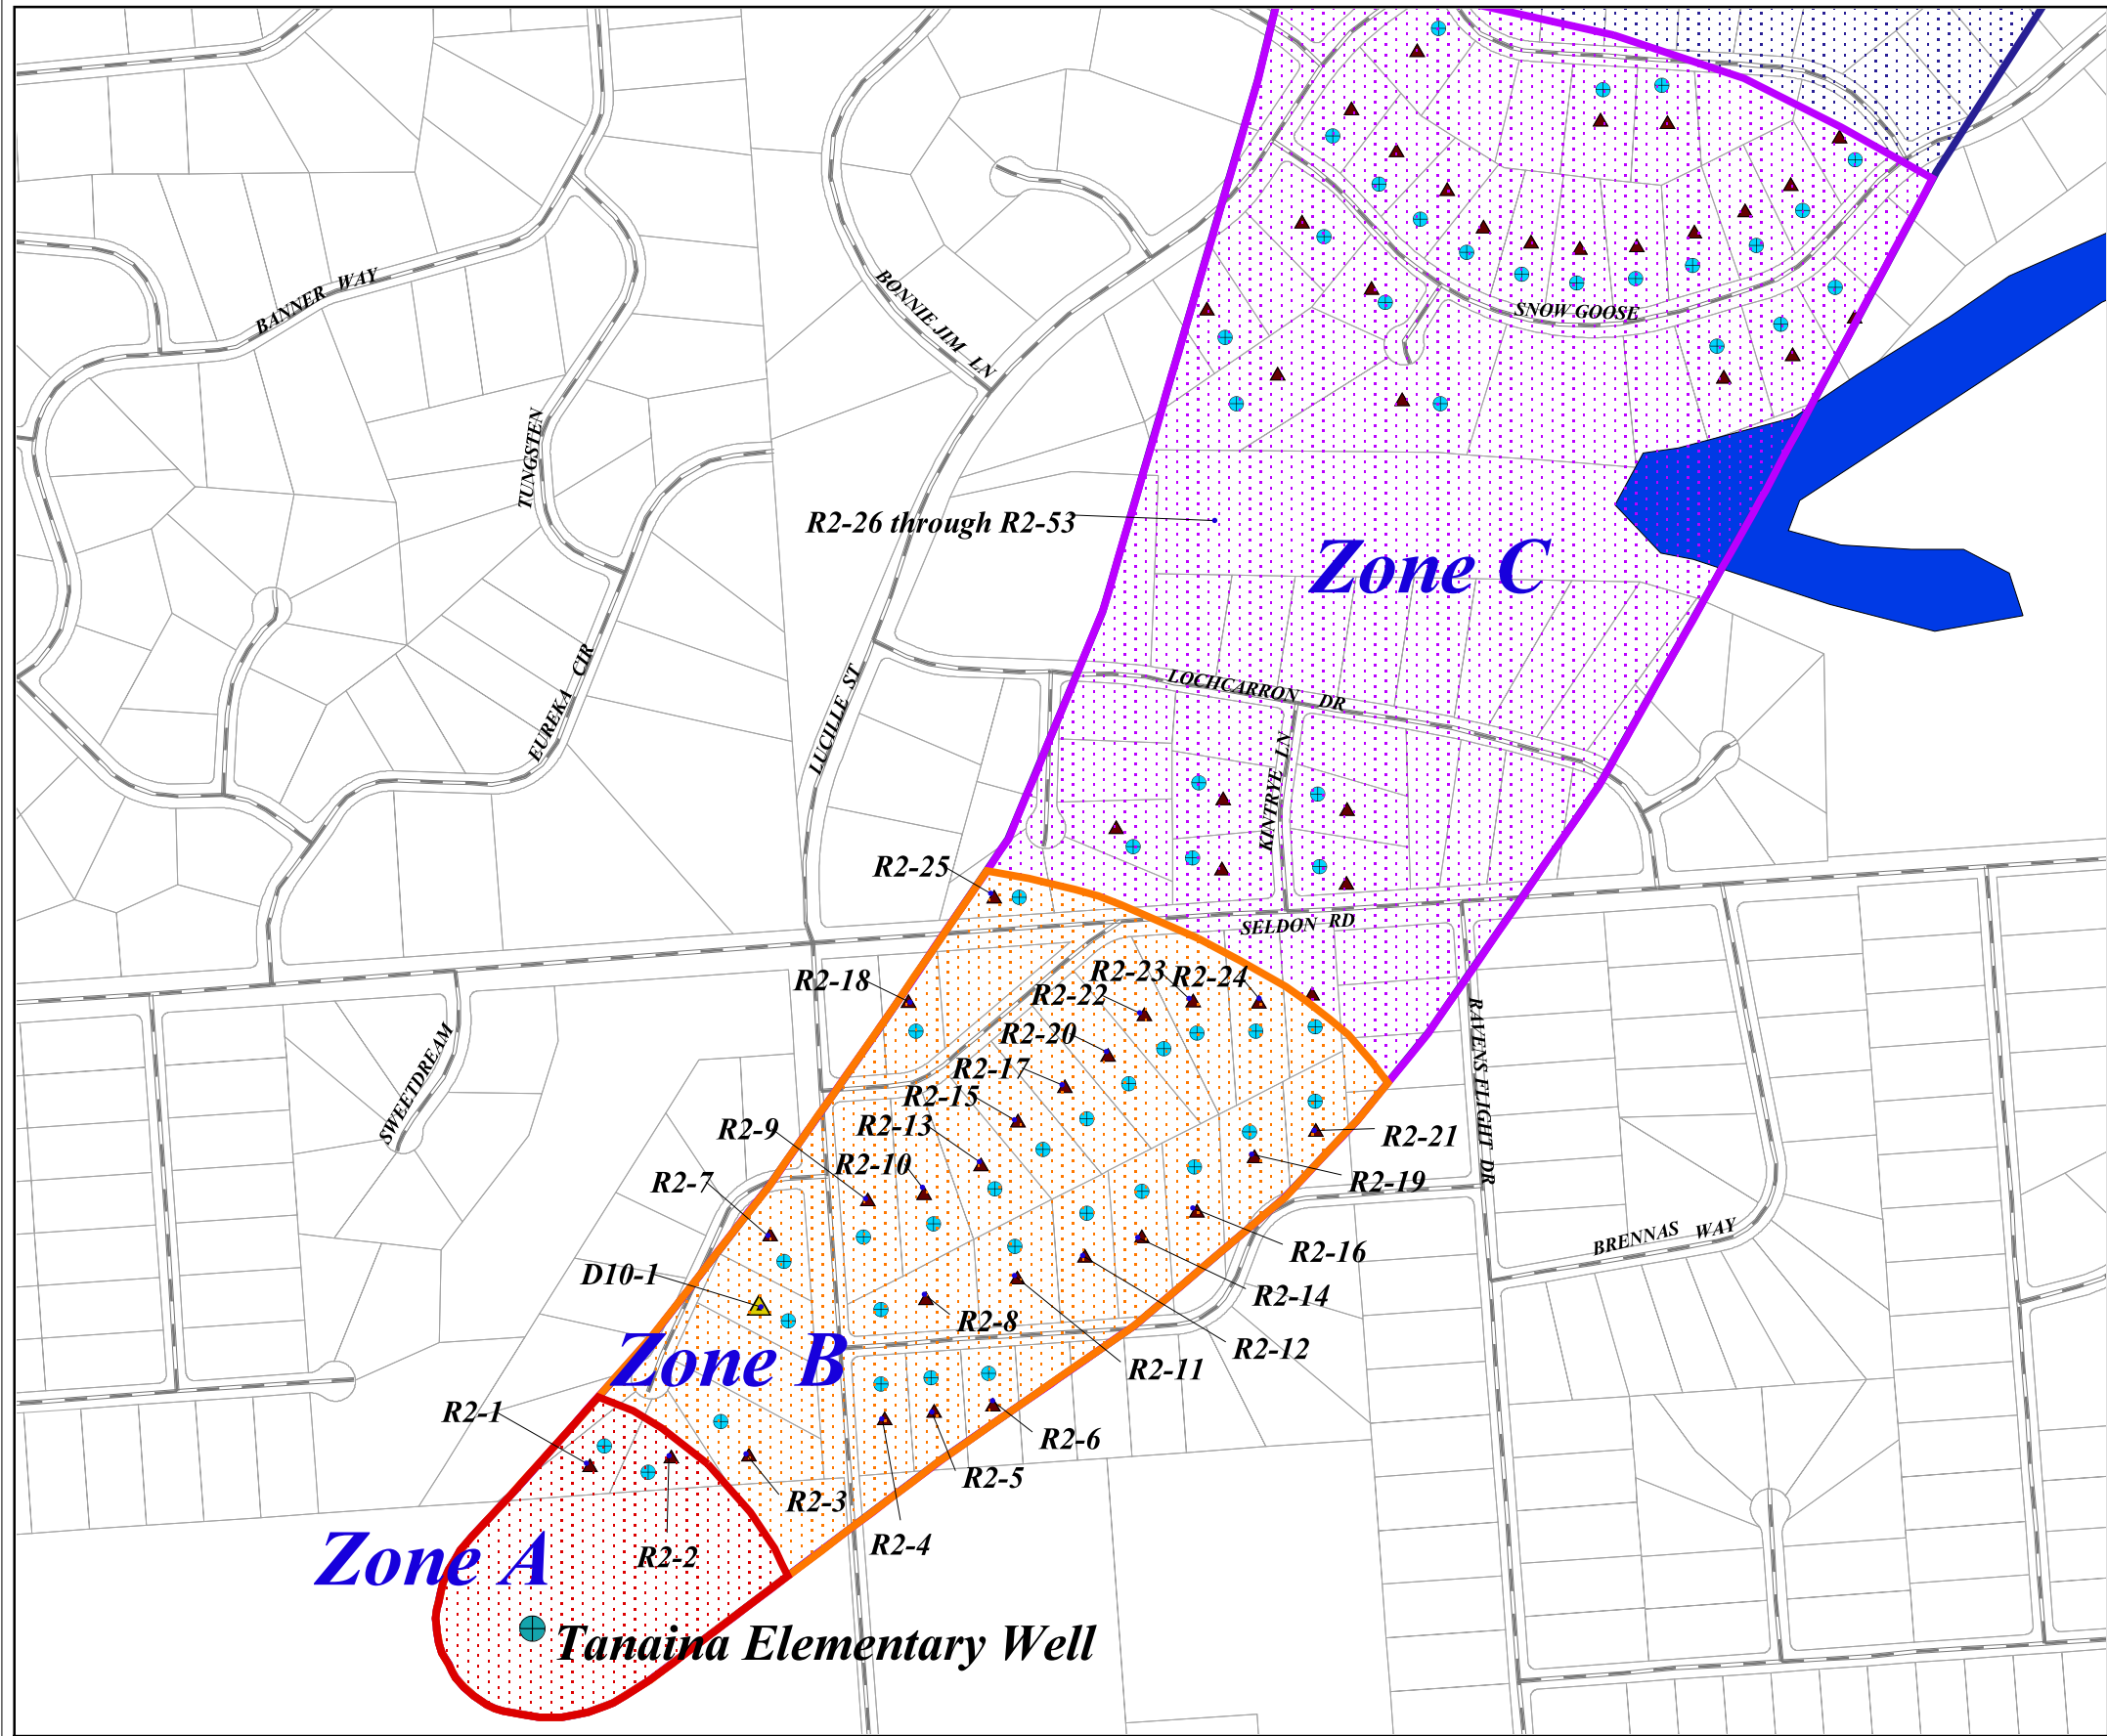 BANNER WAY
BONNIE JIM LN
SNOW GOOSE
TUNGSTEN
R2-26 through R2-53
Zone C
EUREKA CIR
LUCILLE ST
LOCHCARRON DR
KINTRYE LN
R2-25
SELDON RD
R2-18
R2-23
R2-24
R2-22
R2-20
RAVENS FLIGHT DR
SWEETDREAM
R2-17
R2-15
R2-9
R2-13
R2-21
R2-10
R2-7
R2-19
BRENNAS WAY
R2-16
D10-1
R2-14
R2-8
R2-12
Zone B
R2-11
R2-1
R2-6
R2-5
R2-3
R2-4
Zone A
R2-2
Tanaina Elementary Well